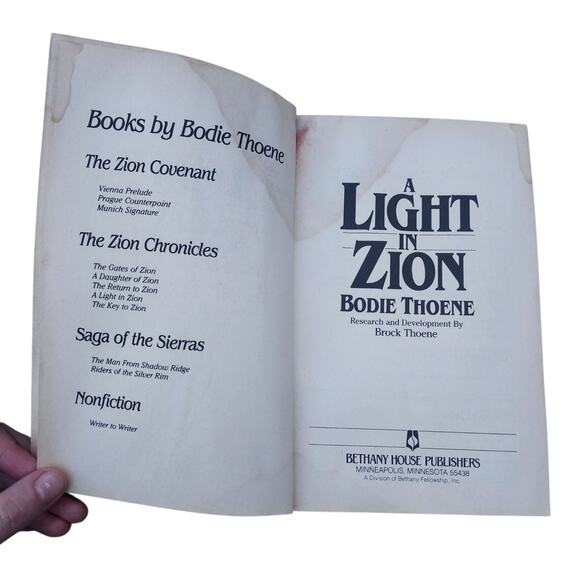 Books by Bodie Thoene
The Zion Covenant
Vienna Prelude
Prague Counterpoint
Munich Signature
The Zion Chronicles
The Gates of Zion
A Daughter of Zion
The Return to Zion
A Light in Zion
The Key to Zion
Saga of the Sierras
The Man From Shadow Ridge
Riders of the Silver Rim
Nonfiction
Writer to Writer
A
LIGHT
IN
ZION
BODIE THOENE
Research and Development By
Brock Thoene
BETHANY HOUSE PUBLISHERS
MINNEAPOLIS, MINNESOTA 55438
A Division of Bethany Fellowship, Inc.